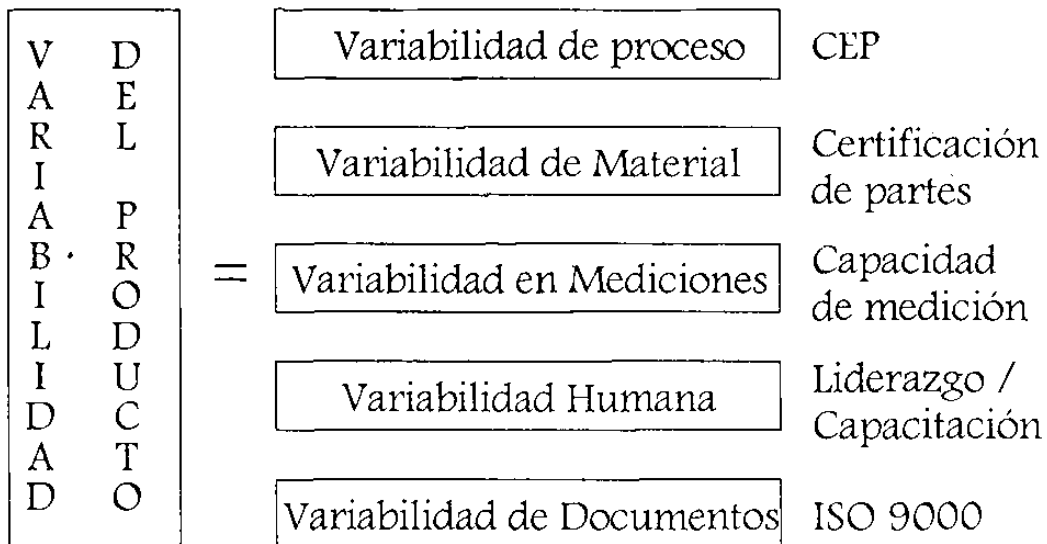 VARIABILIDAD
DEL PRODUCTO
=
Variabilidad de proceso CEP
Variabilidad de Material Certificación
de partes
Variabilidad en Mediciones Capacidad
de medición
Variabilidad Humana Liderazgo /
Capacitación
Variabilidad de Documentos ISO 9000